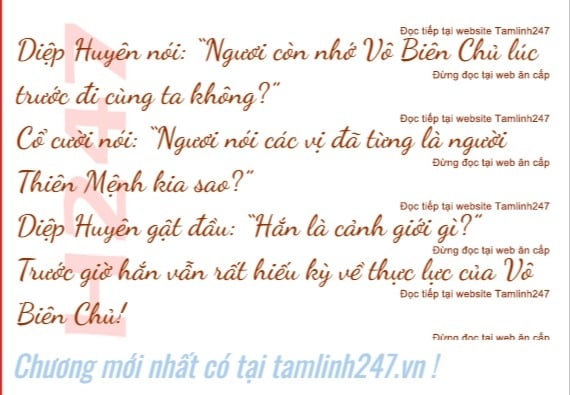 Đọc tiếp tại website Tamlinh247
Diệp Huyên nói: “Ngươi còn nhớ Vô Biên Chủ lúc
Đừng đọc tại web ăn cắp
trước đi cùng ta không?”
Đọc tiếp tại website Tamlinh247
Cổ cười nói: “Ngươi nói các vị đã từng là người
Đừng đọc tại web ăn cắp
Thiên Mệnh kia sao?”
Đọc tiếp tại website Tamlinh247
Diệp Huyên gật đầu: “Hắn là cảnh giới gì?”
Đừng đọc tại web ăn cắp
Trước giờ hắn vẫn rất hiếu kỳ về thực lực của Vô
Đọc tiếp tại website Tamlinh247
Biên Chủ!
Đừng đọc tại web ăn cắp
H247
Chương mới nhất có tại tamlinh247.vn !